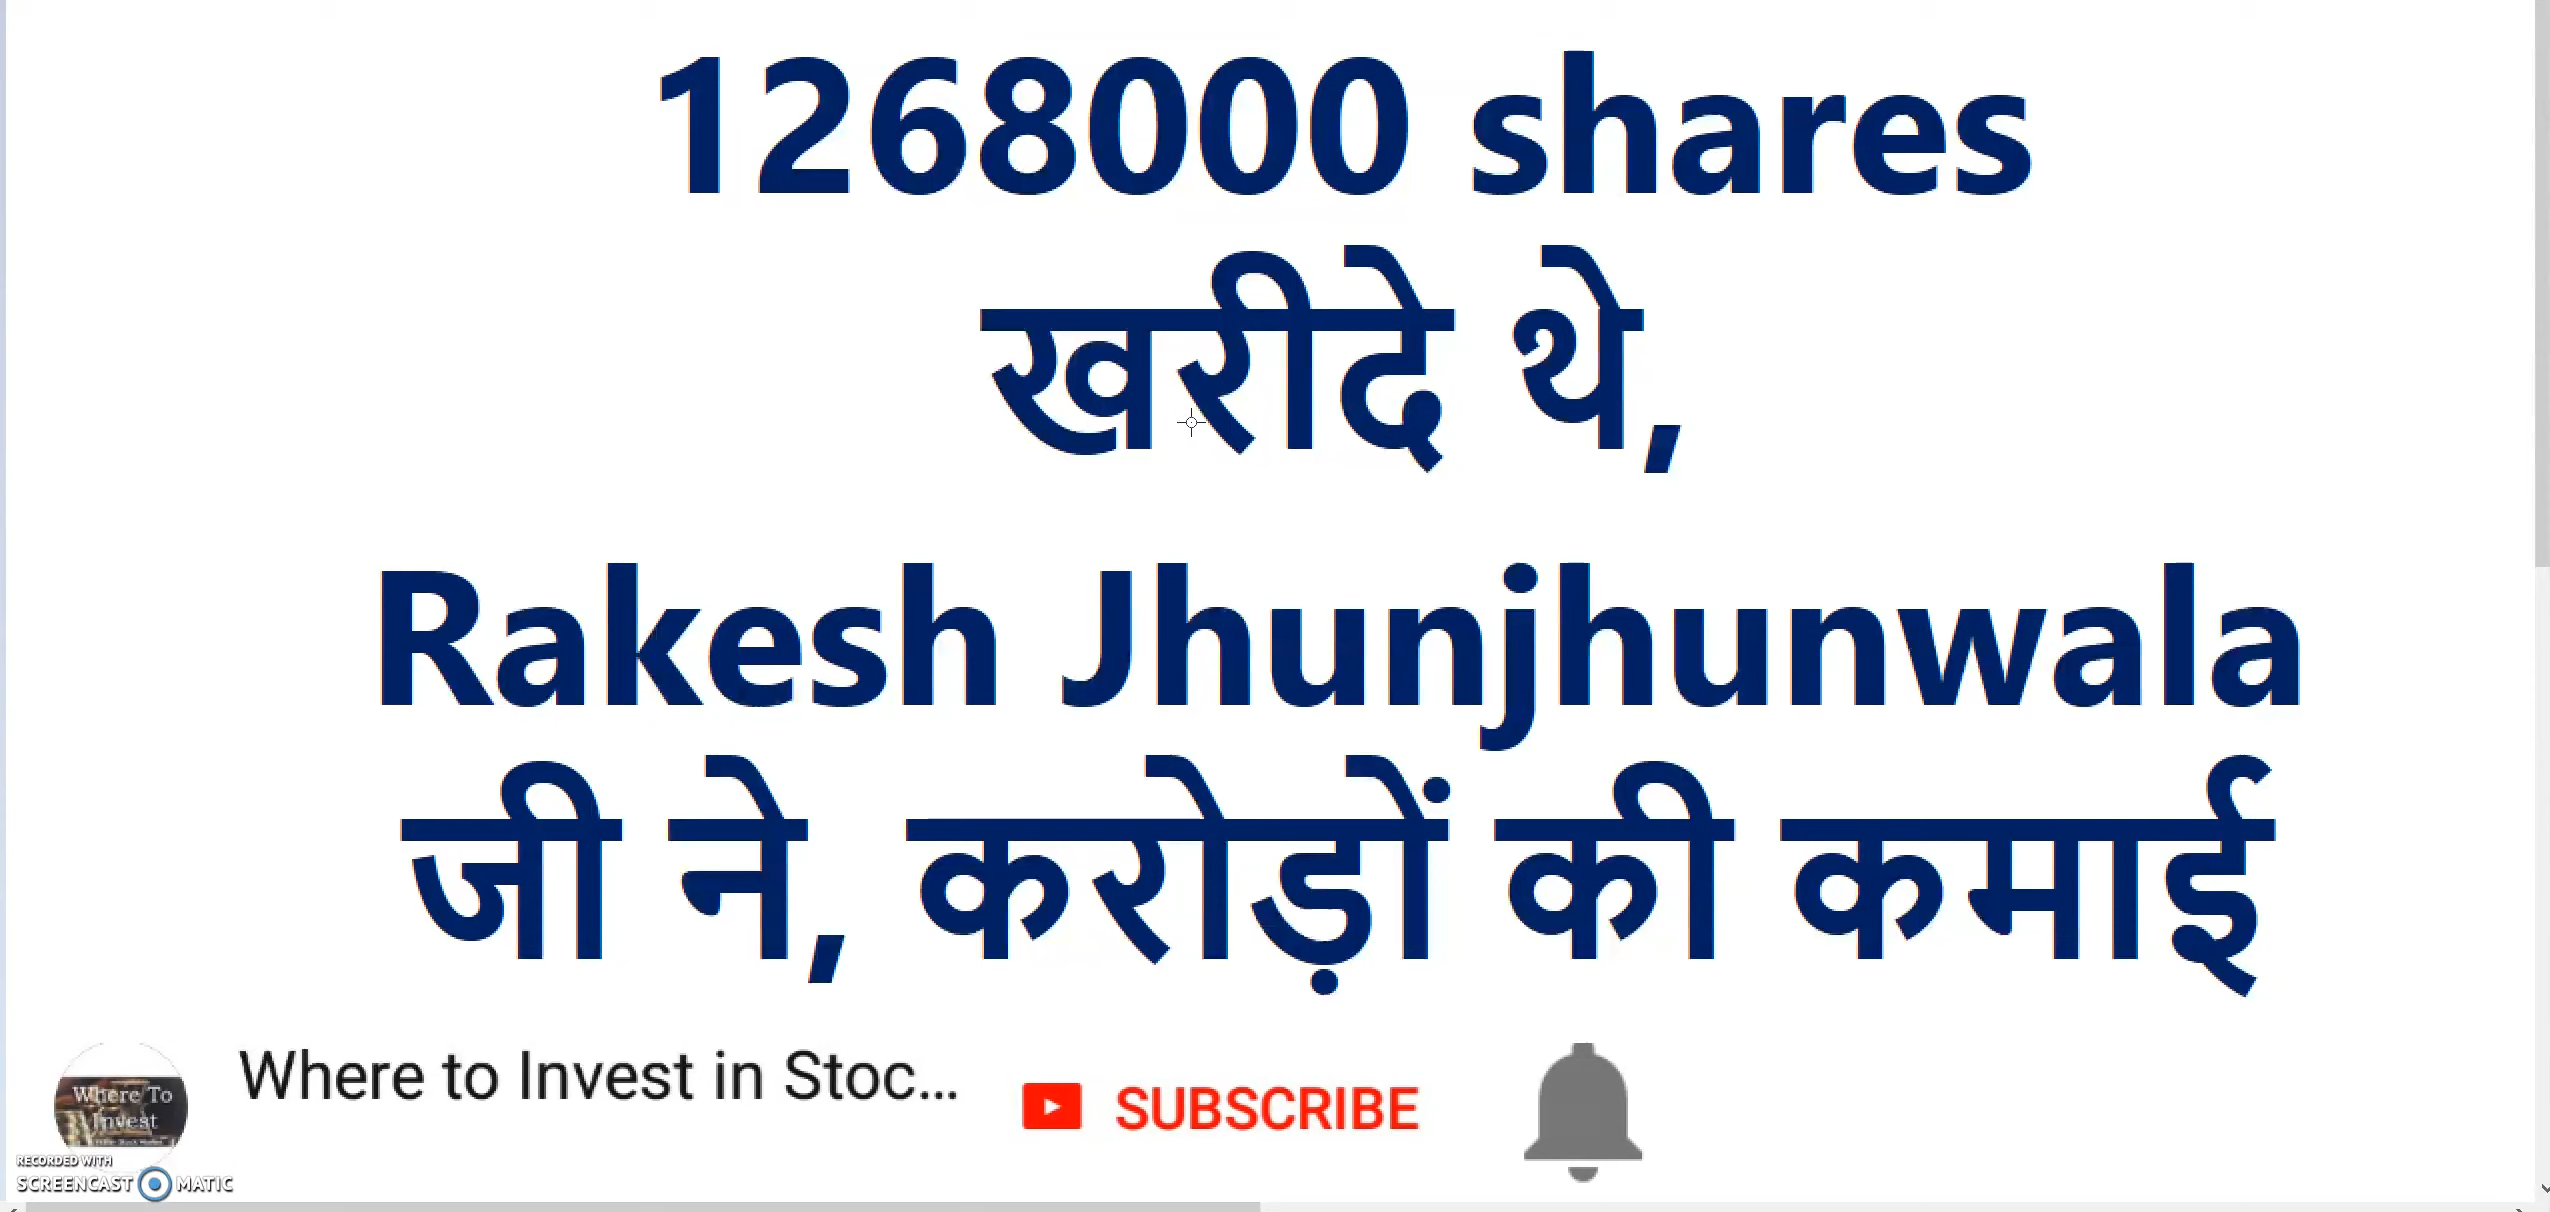 1268000 shares
खरीदे थे,
Rakesh Jhunjhunwala
जी ने, करोड़ों की कमाई
Where to Invest in Stoc...
SUBSCRIBE
Where To
Invest
RECORDED WITH
SCREENCAST MATIC